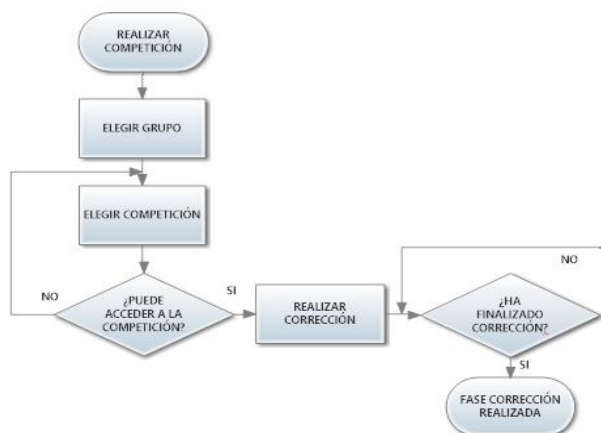 REALIZAR
COMPETICIÓN
ELEGIR GRUPO
ELEGIR COMPETICIÓN
¿PUEDE
ACCEDER A LA
COMPETICIÓN?
NO
SI
REALIZAR
CORRECCIÓN
¿HA
FINALIZADO
CORRECCIÓN?
NO
SI
FASE CORRECCIÓN
REALIZADA